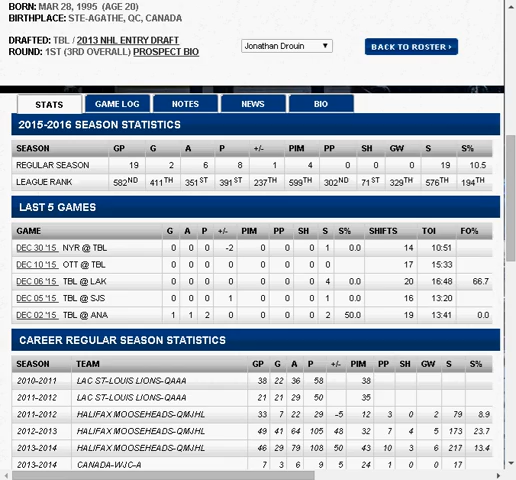 BORN: MAR 28, 1995 (AGE 20)
BIRTHPLACE: STE-AGATHE, QC, CANADA
DRAFTED: TBL / 2013 NHL ENTRY DRAFT
ROUND: 1ST (3RD OVERALL) PROSPECT BIO
Jonathan Drouin
BACK TO ROSTER ›
STATS GAME LOG NOTES NEWS BIO
2015-2016 SEASON STATISTICS
SEASON GP G A P +/- PIM PP SH GW S S%
REGULAR SEASON 19 2 6 8 1 4 0 0 0 19 10.5
LEAGUE RANK 582ND 411TH 351ST 391ST 237TH 599TH 302ND 71ST 329TH 576TH 194TH
LAST 5 GAMES
GAME G A P +/- PIM PP SH S S% SHIFTS TOI FO%
DEC 30 '15 NYR @ TBL 0 0 0 -2 0 0 0 1 0.0 14 10:51
DEC 10 '15 OTT @ TBL 0 0 0 0 0 0 0 17 15:33
DEC 06 '15 TBL @ LAK 0 0 0 0 0 0 4 0.0 20 16:48 66.7
DEC 05 '15 TBL @ SJS 0 0 0 1 0 0 0 1 0.0 16 13:20
DEC 02 '15 TBL @ ANA 1 1 2 0 0 0 0 2 50.0 19 13:41 0.0
CAREER REGULAR SEASON STATISTICS
SEASON TEAM GP G A P +/- PIM PP SH GW S S%
2010-2011 LAC ST-LOUIS LIONS-QAAA 38 22 36 58 38
2011-2012 LAC ST-LOUIS LIONS-QAAA 21 21 29 50 35
2011-2012 HALIFAX MOOSEHEADS-QMJHL 33 7 22 29 -5 12 3 0 2 79 8.9
2012-2013 HALIFAX MOOSEHEADS-QMJHL 49 41 64 105 48 32 7 4 5 173 23.7
2013-2014 HALIFAX MOOSEHEADS-QMJHL 46 29 79 108 50 43 10 3 6 217 13.4
2013-2014 CANADA-WJC-A 7 3 6 9 5 24 1 0 0 17